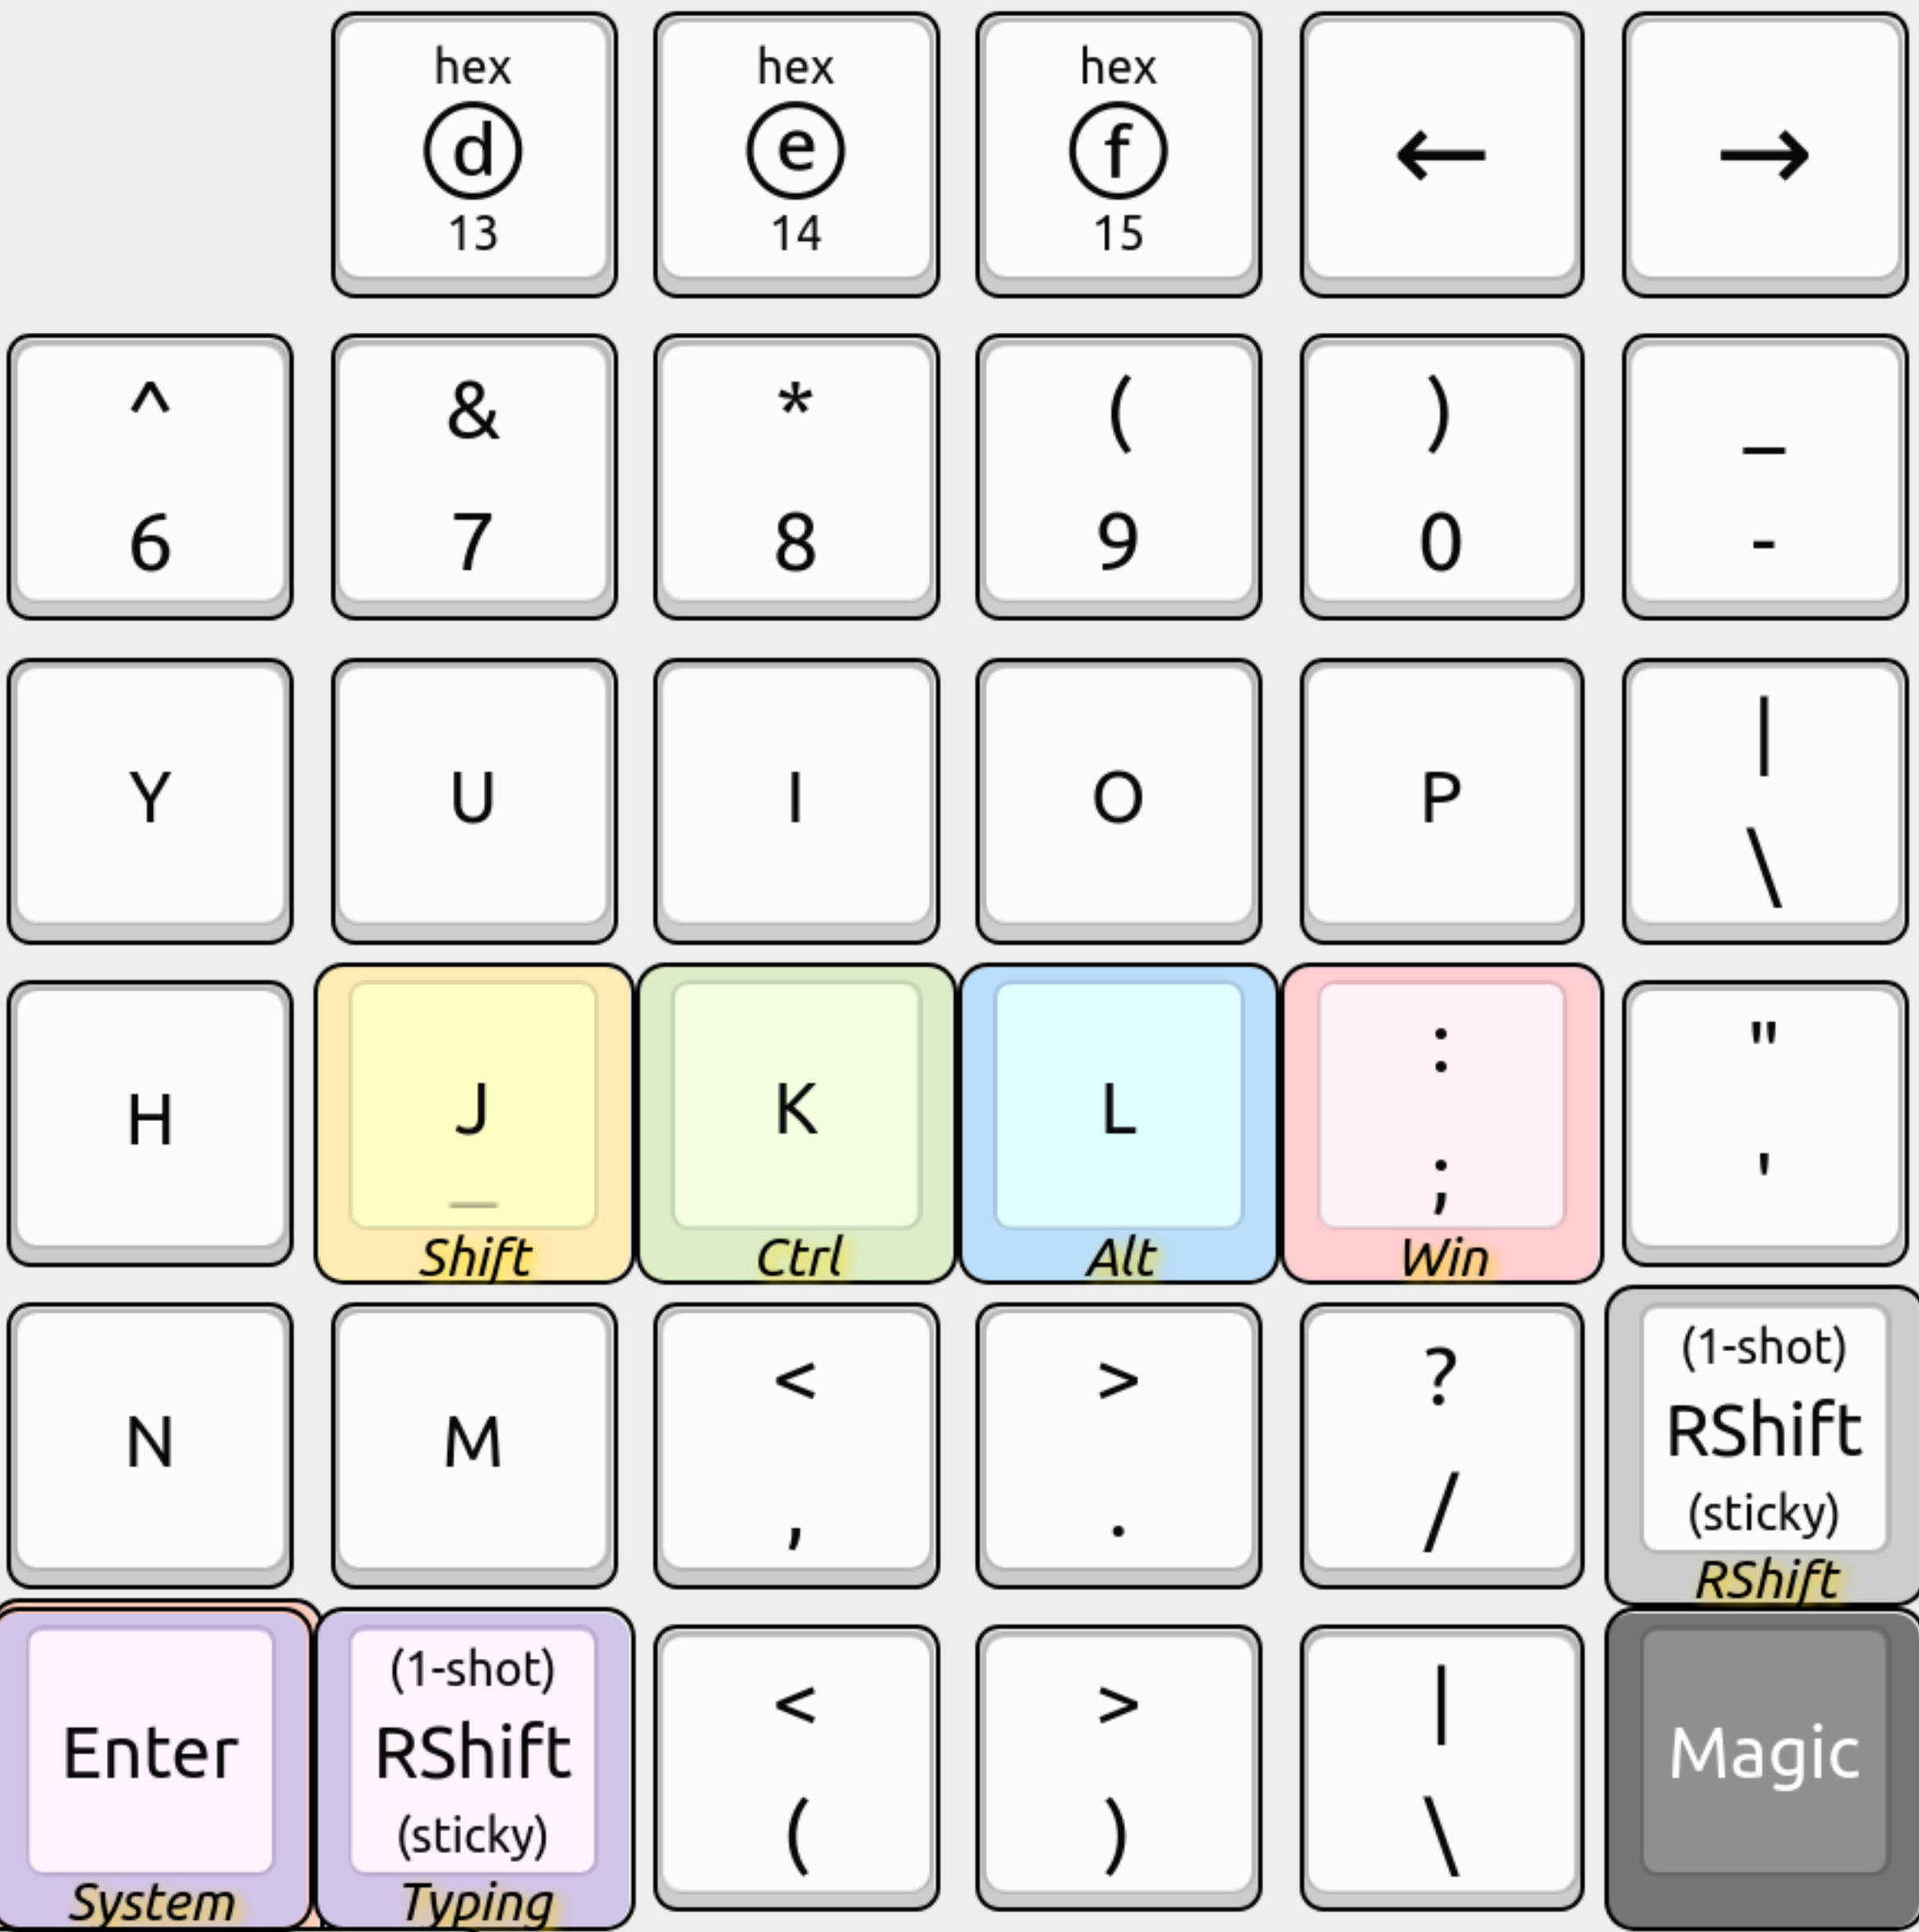 hex hex hex
ⓓ ⓔ ⓕ ← →
13 14 15
^ & * ( ) _
6 7 8 9 0 -
Y U I O P |
\
H J K L : "
_ ; '
Shift Ctrl Alt Win
N M < > ? (1-shot)
RShift
, . / (sticky)
RShift
Enter (1-shot) < > | Magic
RShift
(sticky) ( ) \
System Typing